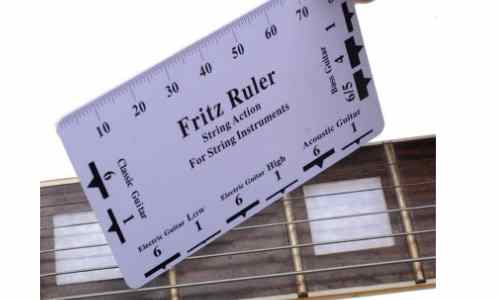 10 20 30 40 50 60 70
Fritz Ruler
String Action
For String Instruments
Classic Guitar
6 1
Electric Guitar Low
6 1
Electric Guitar High
6 1
Acoustic Guitar
6 1
Bass Guitar
6/5 4 1